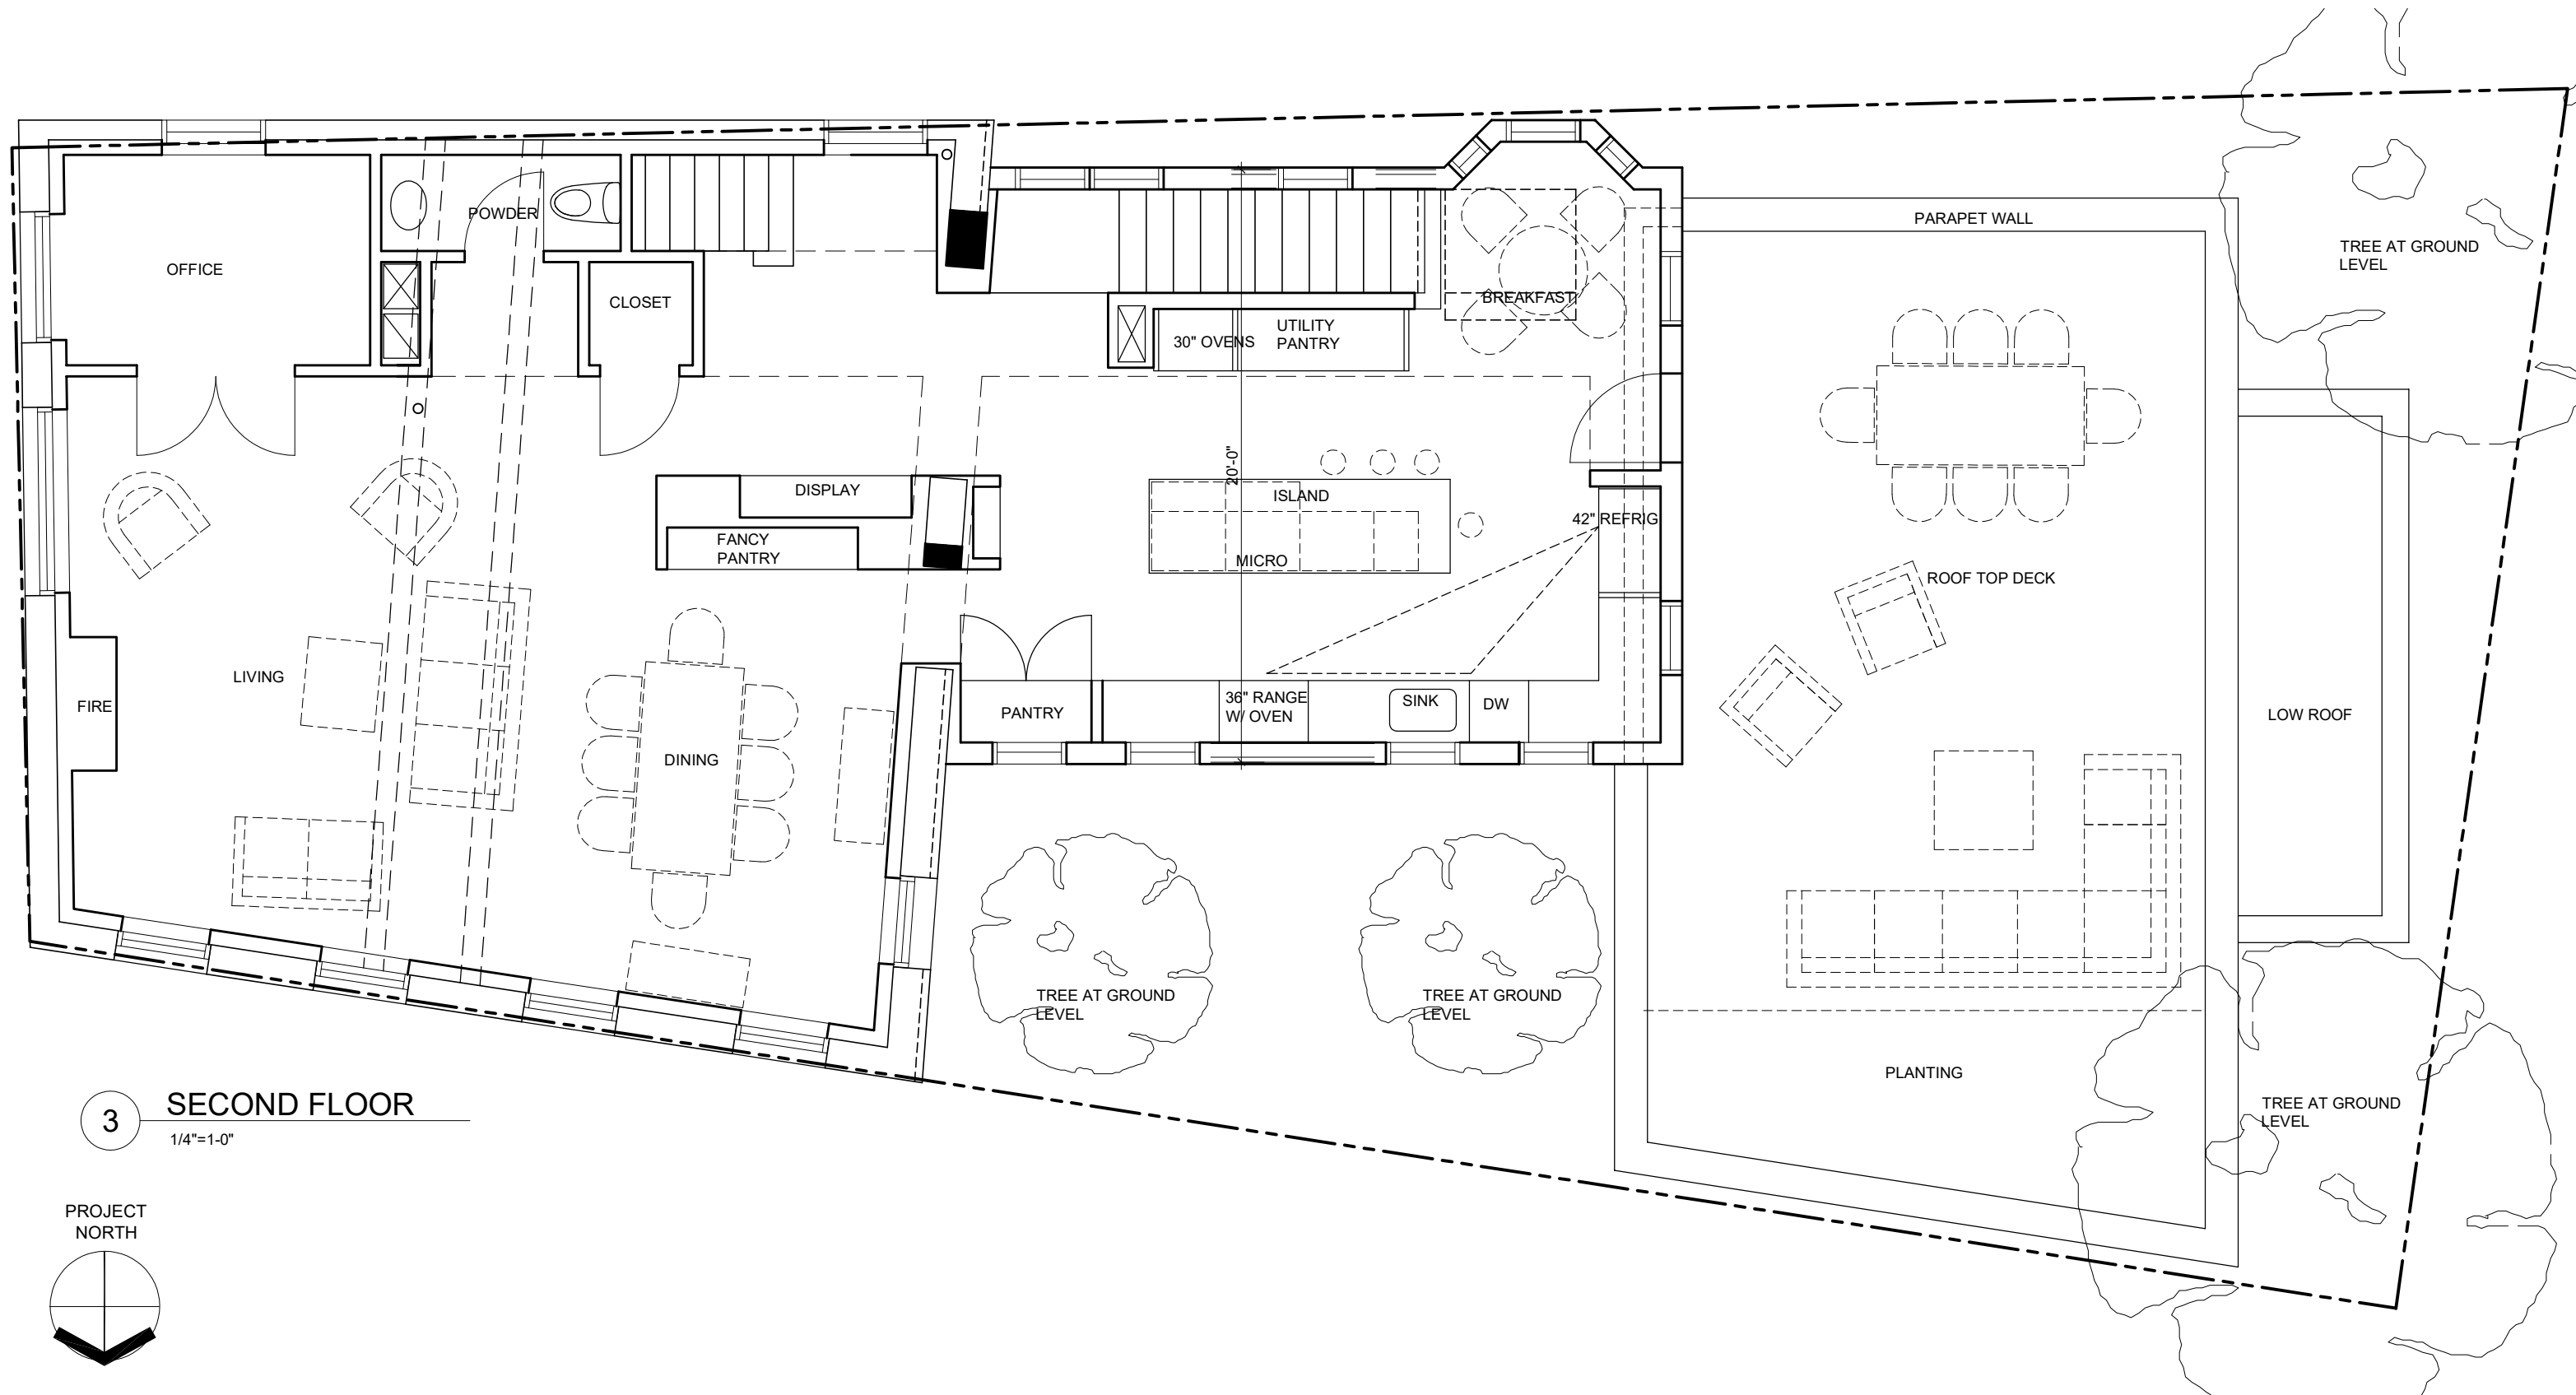 PARAPET WALL
TREE AT GROUND
LEVEL
POWDER
OFFICE
CLOSET
BREAKFAST
30" OVENS
UTILITY
PANTRY
20'-0"
DISPLAY
ISLAND
42" REFRIG
FANCY
PANTRY
MICRO
ROOF TOP DECK
LIVING
FIRE
DINING
PANTRY
36" RANGE
W/ OVEN
SINK
DW
LOW ROOF
TREE AT GROUND
LEVEL
TREE AT GROUND
LEVEL
PLANTING
TREE AT GROUND
LEVEL
3
SECOND FLOOR
1/4"=1-0"
PROJECT
NORTH